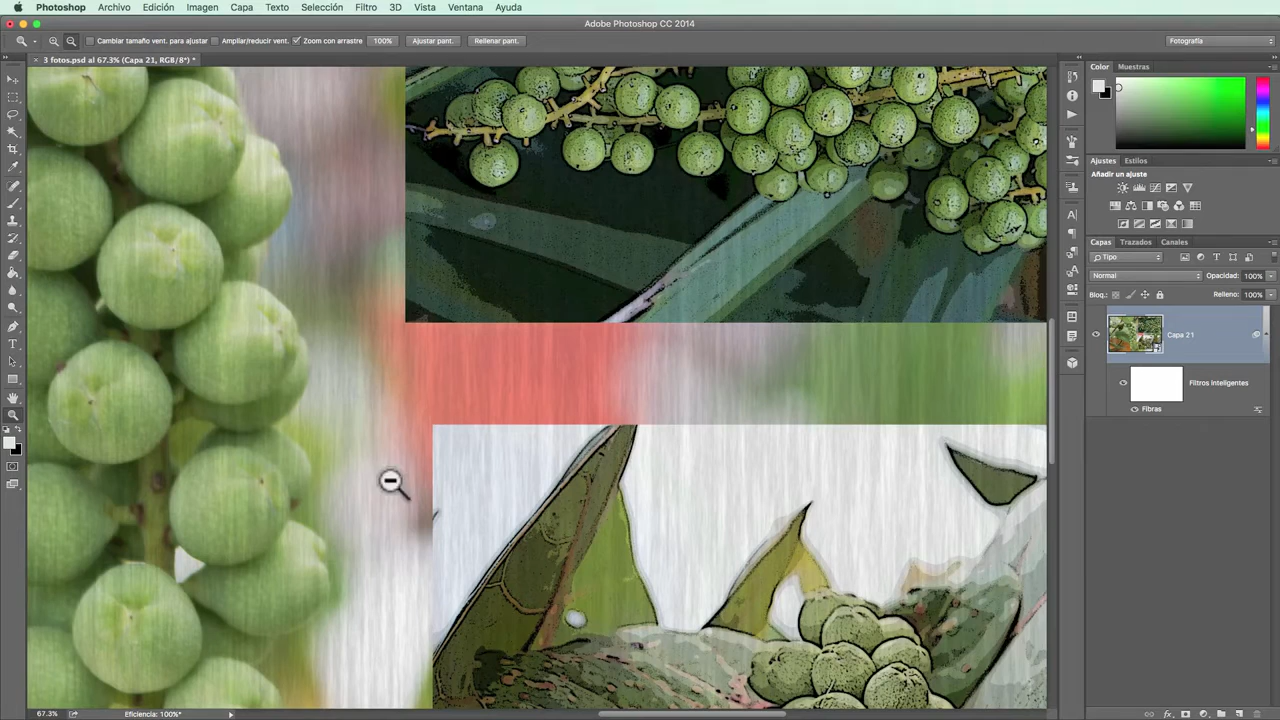 Photoshop Archivo Edición Imagen Capa Texto Selección Filtro 3D Vista Ventana Ayuda
Adobe Photoshop CC 2014
Cambiar tamaño vent. para ajustar Ampliar/reducir vent. Zoom con arrastre 100% Ajustar pant. Rellenar pant. Fotografía
3 fotos.psd al 67.3% (Capa 21, RGB/8*) *
Color Muestras
Ajustes Estilos
Añadir un ajuste
Capas Trazados Canales
Tipo
Normal Opacidad: 100%
Bloq.: Relleno: 100%
Capa 21
Filtros Inteligentes
Fibras
67.3% Eficiencia: 100%*